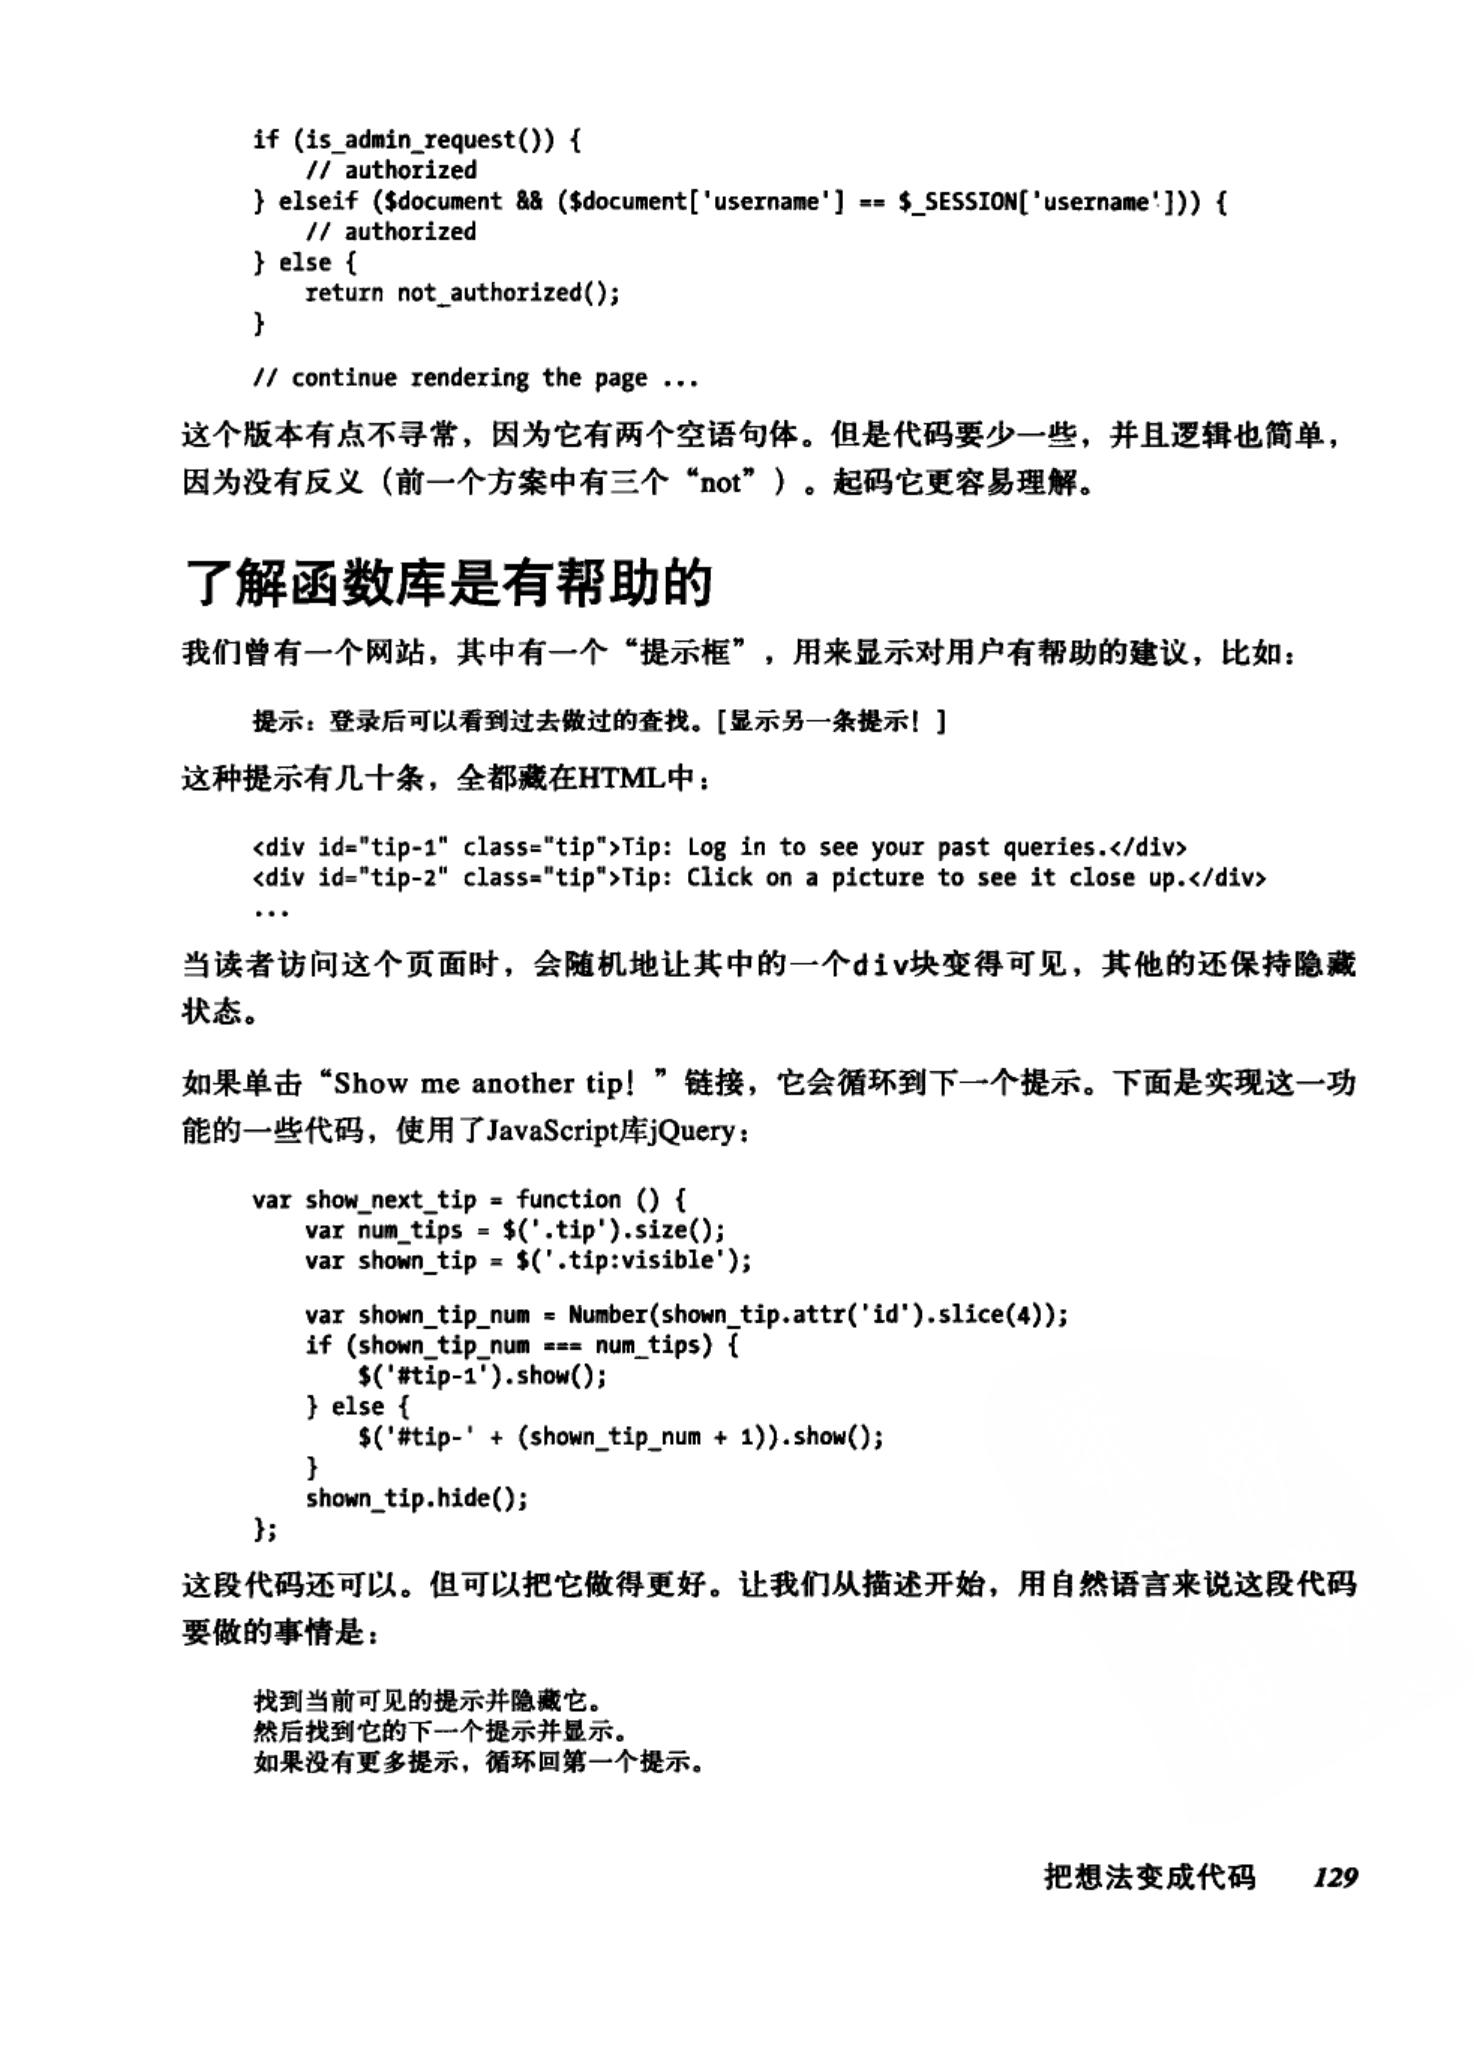 if (is_admin_request()) {
    // authorized
} elseif ($document && ($document['username'] == $_SESSION['username'])) {
    // authorized
} else {
    return not_authorized();
}
// continue rendering the page ...
这个版本有点不寻常，因为它有两个空语句体。但是代码要少一些，并且逻辑也简单，
因为没有反义（前一个方案中有三个“not”）。起码它更容易理解。
了解函数库是有帮助的
我们曾有一个网站，其中有一个“提示框”，用来显示对用户有帮助的建议，比如：
提示：登录后可以看到过去做过的查找。[显示另一条提示！]
这种提示有几十条，全都藏在HTML中：
<div id="tip-1" class="tip">Tip: Log in to see your past queries.</div>
<div id="tip-2" class="tip">Tip: Click on a picture to see it close up.</div>
...
当读者访问这个页面时，会随机地让其中的一个div块变得可见，其他的还保持隐藏
状态。
如果单击“Show me another tip！”链接，它会循环到下一个提示。下面是实现这一功
能的一些代码，使用了JavaScript库jQuery：
var show_next_tip = function () {
    var num_tips = $('.tip').size();
    var shown_tip = $('.tip:visible');
    var shown_tip_num = Number(shown_tip.attr('id').slice(4));
    if (shown_tip_num === num_tips) {
        $('#tip-1').show();
    } else {
        $('#tip-' + (shown_tip_num + 1)).show();
    }
    shown_tip.hide();
};
这段代码还可以。但可以把它做得更好。让我们从描述开始，用自然语言来说这段代码
要做的事情是：
找到当前可见的提示并隐藏它。
然后找到它的下一个提示并显示。
如果没有更多提示，循环回第一个提示。
把想法变成代码 129